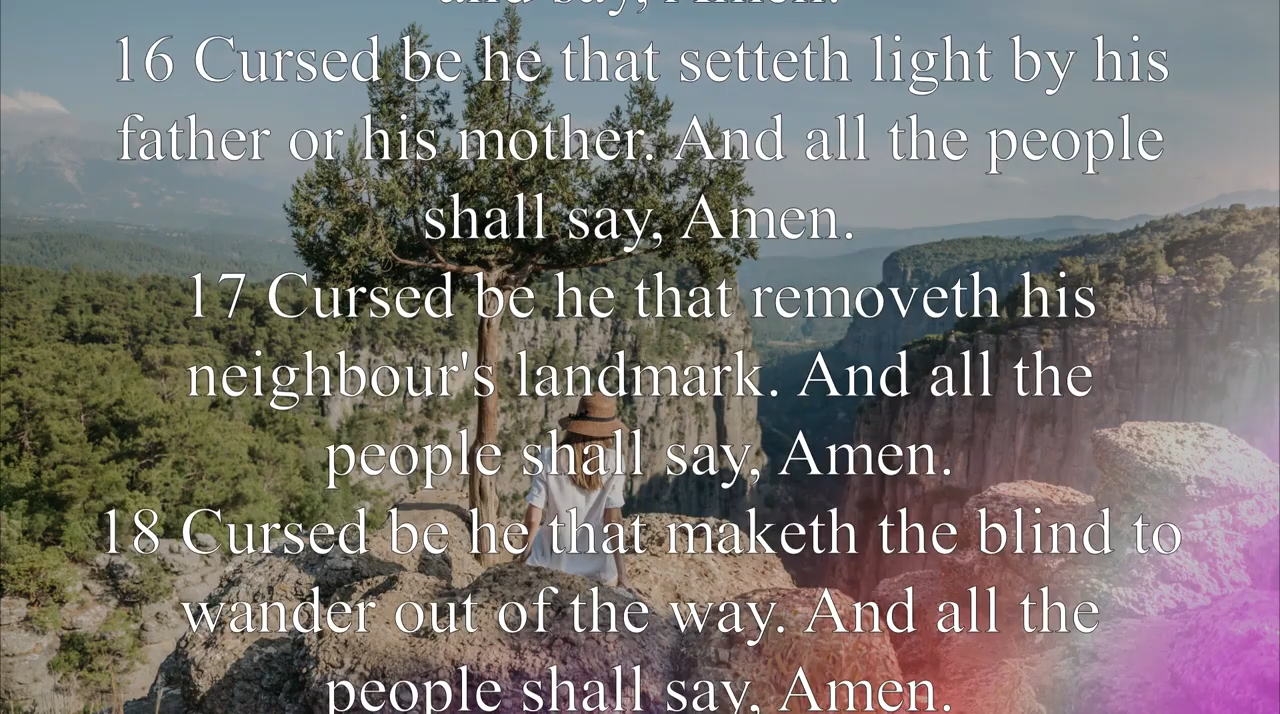 and say, Amen.
16 Cursed be he that setteth light by his
father or his mother. And all the people
shall say, Amen.
17 Cursed be he that removeth his
neighbour's landmark. And all the
people shall say, Amen.
18 Cursed be he that maketh the blind to
wander out of the way. And all the
people shall say, Amen.